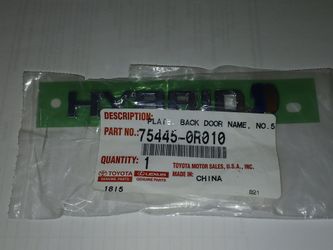 HYBRID
DESCRIPTION:
PLATE, BACK DOOR NAME, NO.5
PART NO.: 75445-0R010
QUANTITY: 1
TOYOTA MOTOR SALES, U.S.A., INC.
TOYOTA LEXUS
GENUINE PARTS GENUINE PARTS
MADE IN: CHINA
1815 B21